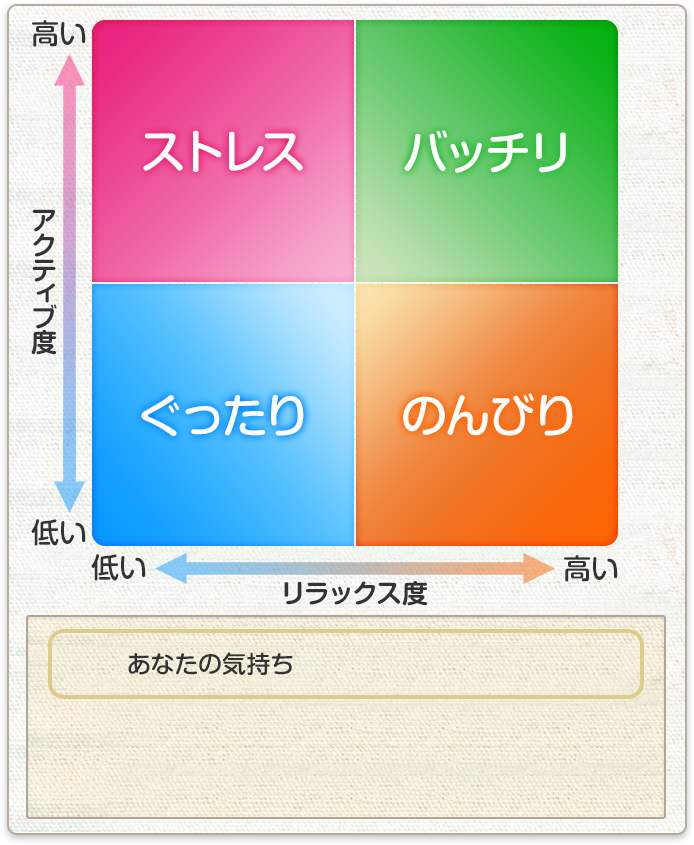 高い
ストレス
バッチリ
アクティブ度
ぐったり
のんびり
低い
低い
高い
リラックス度
あなたの気持ち